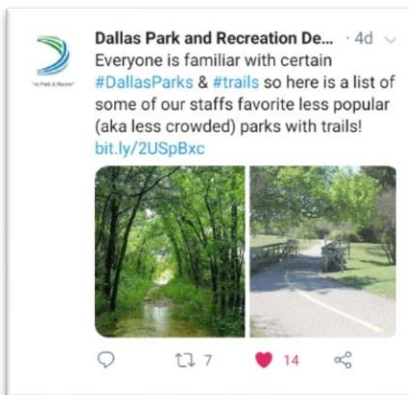 Dallas Park and Recreation De... · 4d
Everyone is familiar with certain
#DallasParks & #trails so here is a list of
some of our staffs favorite less popular
(aka less crowded) parks with trails!
bit.ly/2USpBxc
7 14